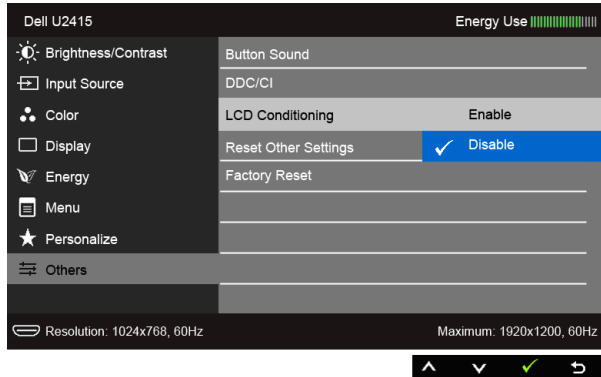 Dell U2415 Energy Use
Brightness/Contrast
Button Sound
Input Source
DDC/CI
Color
LCD Conditioning Enable
Display
Reset Other Settings Disable
Energy
Factory Reset
Menu
Personalize
Others
Resolution: 1024x768, 60Hz Maximum: 1920x1200, 60Hz